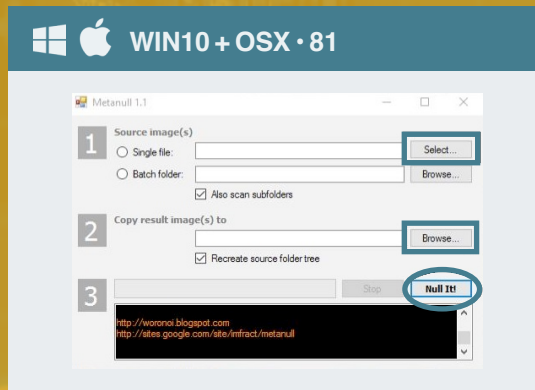 WIN10 + OSX • 81
Metanull 1.1
1
Source image(s)
Single file:
Select...
Batch folder:
Browse...
Also scan subfolders
2
Copy result image(s) to
Browse...
Recreate source folder tree
3
Stop
Null It!
http://woronoi.blogspot.com
http://sites.google.com/site/imfract/metanull